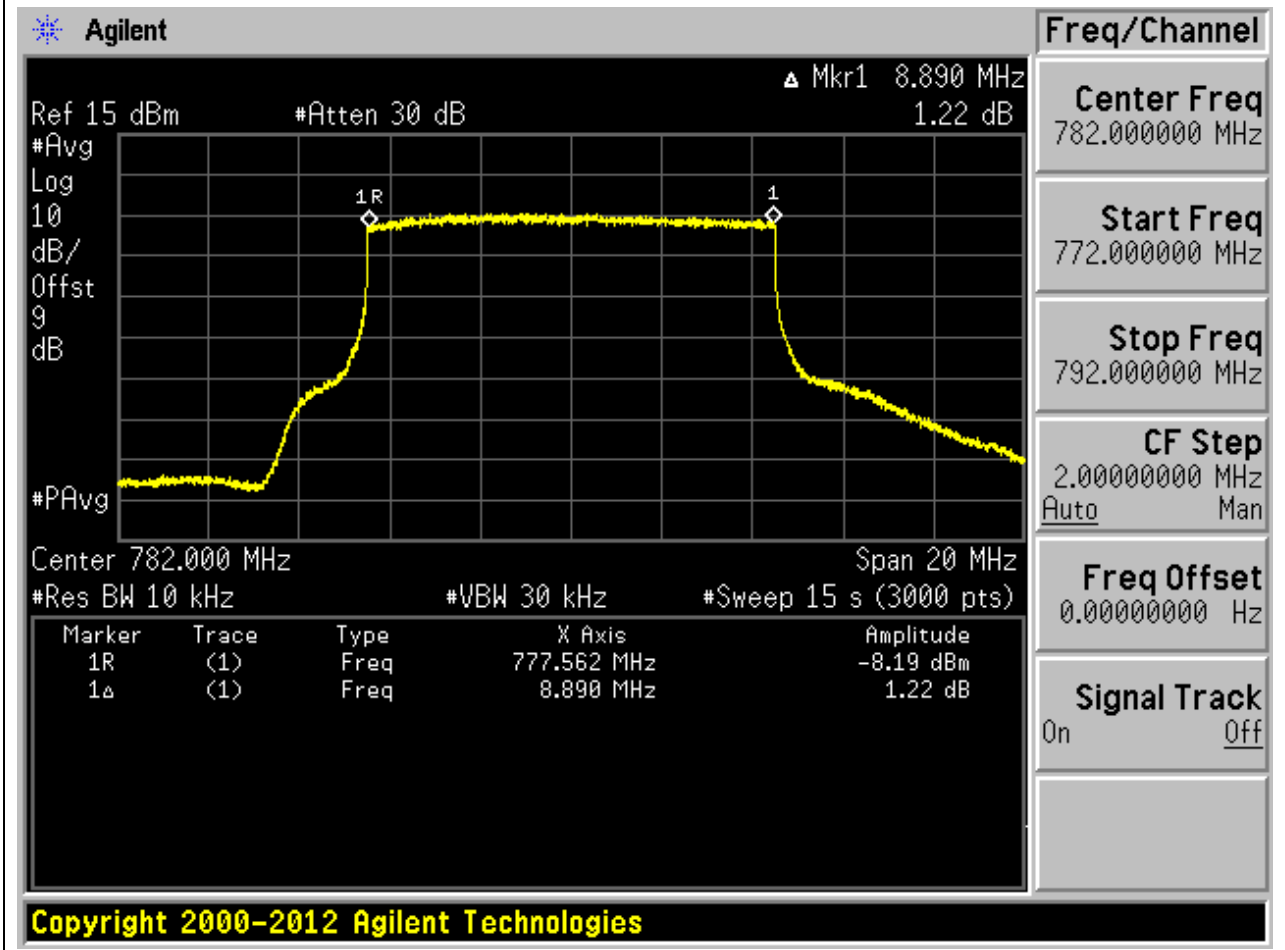 Agilent
Freq/Channel
Δ Mkr1 8.890 MHz
Ref 15 dBm #Atten 30 dB 1.22 dB
#Avg
Log
10
dB/
Offst
9
dB
#PAvg
1R
1
Center 782.000 MHz Span 20 MHz
#Res BW 10 kHz #VBW 30 kHz #Sweep 15 s (3000 pts)
Marker Trace Type X Axis Amplitude
1R (1) Freq 777.562 MHz -8.19 dBm
1Δ (1) Freq 8.890 MHz 1.22 dB
Center Freq
782.000000 MHz
Start Freq
772.000000 MHz
Stop Freq
792.000000 MHz
CF Step
2.00000000 MHz
Auto Man
Freq Offset
0.00000000 Hz
Signal Track
On Off
Copyright 2000-2012 Agilent Technologies